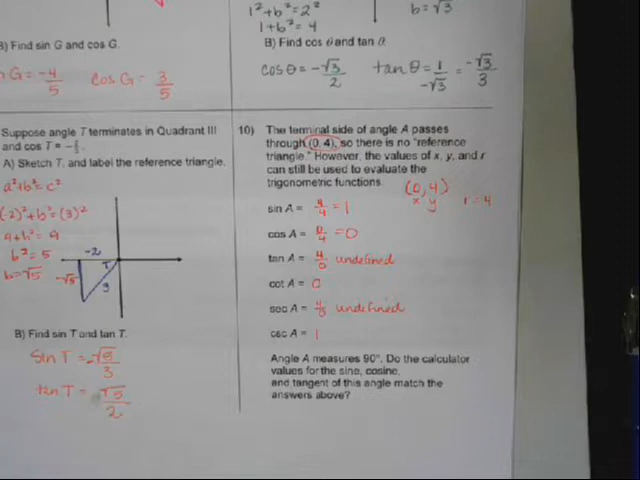 B) Find sin G and cos G.
G = -4/5
cos G = 3/5
1² + b² = 2²
1 + b² = 4
b = √3
B) Find cos θ and tan θ.
cos θ = -√3/2
tan θ = 1/-√3 = -√3/3
Suppose angle T terminates in Quadrant III
and cos T =
A) Sketch T, and label the reference triangle.
a² + b² = c²
(-2)² + b² = (3)²
4 + b² = 9
b² = 5
b = √5
-2
T
-√5
3
B) Find sin T and tan T.
sin T = -√5/3
tan T = √5/2
10) The terminal side of angle A passes
through (0, 4), so there is no "reference
triangle." However, the values of x, y, and r
can still be used to evaluate the
trigonometric functions.
(0, 4)
x y
r = 4
sin A = 4/4 = 1
cos A = 0/4 = 0
tan A = 4/0 undefined
cot A = 0
sec A = 4/0 undefined
csc A = 1
Angle A measures 90°. Do the calculator
values for the sine, cosine,
and tangent of this angle match the
answers above?